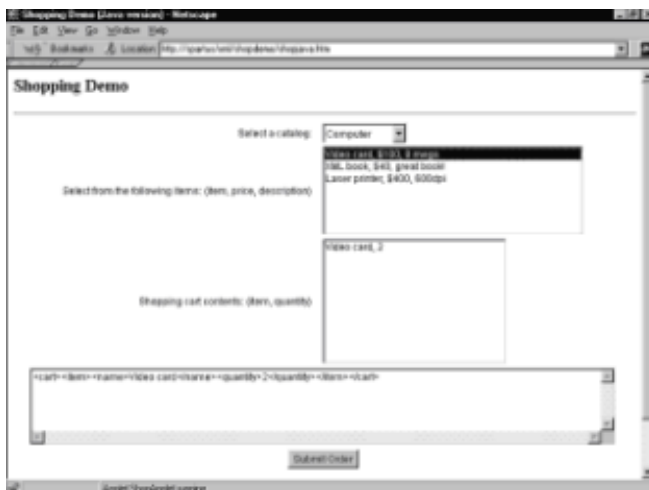 Shopping Demo (Java version) - Netscape
File Edit View Go Window Help
Bookmarks Location
Shopping Demo
Select a catalog: Computer
Video card, $100, 8 megs
XML book, $40, great book!
Laser printer, $400, 600dpi
Select from the following items: (item, price, description)
Video card, 2
Shopping cart contents: (item, quantity)
<cart><item><name>Video card</name><quantity>2</quantity></item></cart>
Submit Order
Applet ShopApplet running